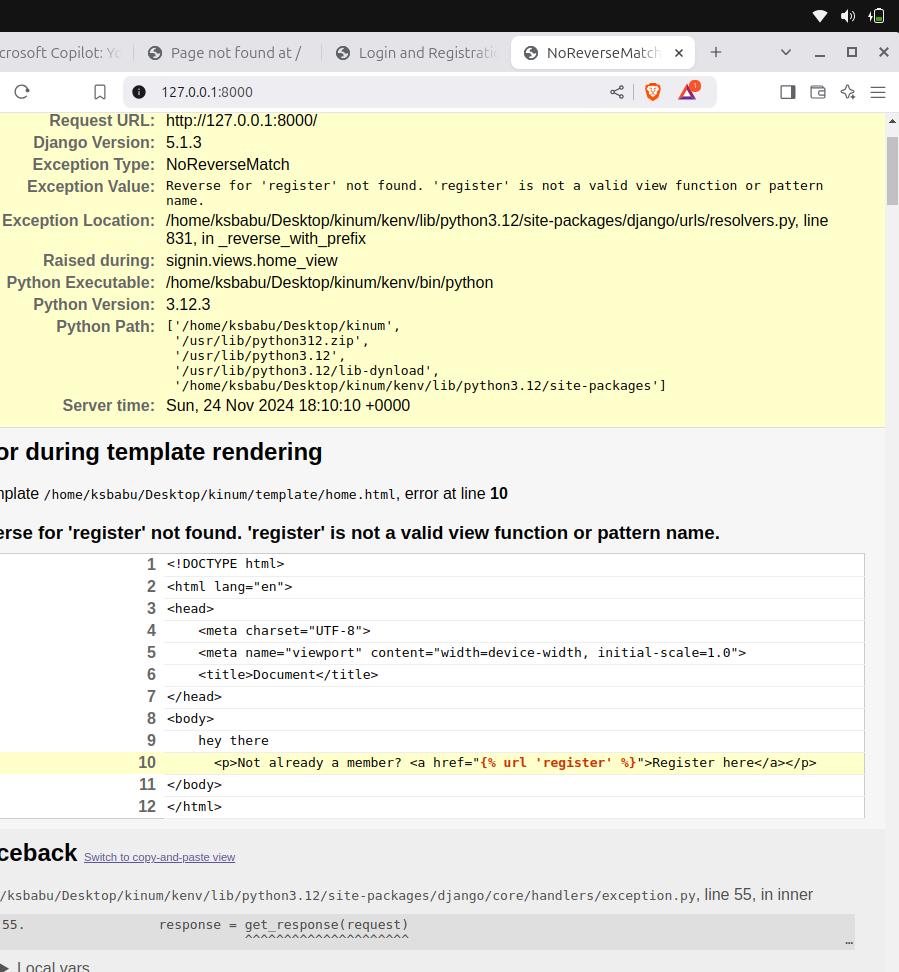 crosoft Copilot: Yo
Page not found at /
Login and Registratio
NoReverseMatch
127.0.0.1:8000
1
Request URL: http://127.0.0.1:8000/
Django Version: 5.1.3
Exception Type: NoReverseMatch
Exception Value: Reverse for 'register' not found. 'register' is not a valid view function or pattern
name.
Exception Location: /home/ksbabu/Desktop/kinum/kenv/lib/python3.12/site-packages/django/urls/resolvers.py, line
831, in _reverse_with_prefix
Raised during: signin.views.home_view
Python Executable: /home/ksbabu/Desktop/kinum/kenv/bin/python
Python Version: 3.12.3
Python Path: ['/home/ksbabu/Desktop/kinum',
'/usr/lib/python312.zip',
'/usr/lib/python3.12',
'/usr/lib/python3.12/lib-dynload',
'/home/ksbabu/Desktop/kinum/kenv/lib/python3.12/site-packages']
Server time: Sun, 24 Nov 2024 18:10:10 +0000
or during template rendering
nplate /home/ksbabu/Desktop/kinum/template/home.html, error at line 10
erse for 'register' not found. 'register' is not a valid view function or pattern name.
1 <!DOCTYPE html>
2 <html lang="en">
3 <head>
4     <meta charset="UTF-8">
5     <meta name="viewport" content="width=device-width, initial-scale=1.0">
6     <title>Document</title>
7 </head>
8 <body>
9     hey there
10       <p>Not already a member? <a href="{% url 'register' %}">Register here</a></p>
11 </body>
12 </html>
ceback Switch to copy-and-paste view
/ksbabu/Desktop/kinum/kenv/lib/python3.12/site-packages/django/core/handlers/exception.py, line 55, in inner
55. response = get_response(request)
^^^^^^^^^^^^^^^^^^^^^
…
Local vars